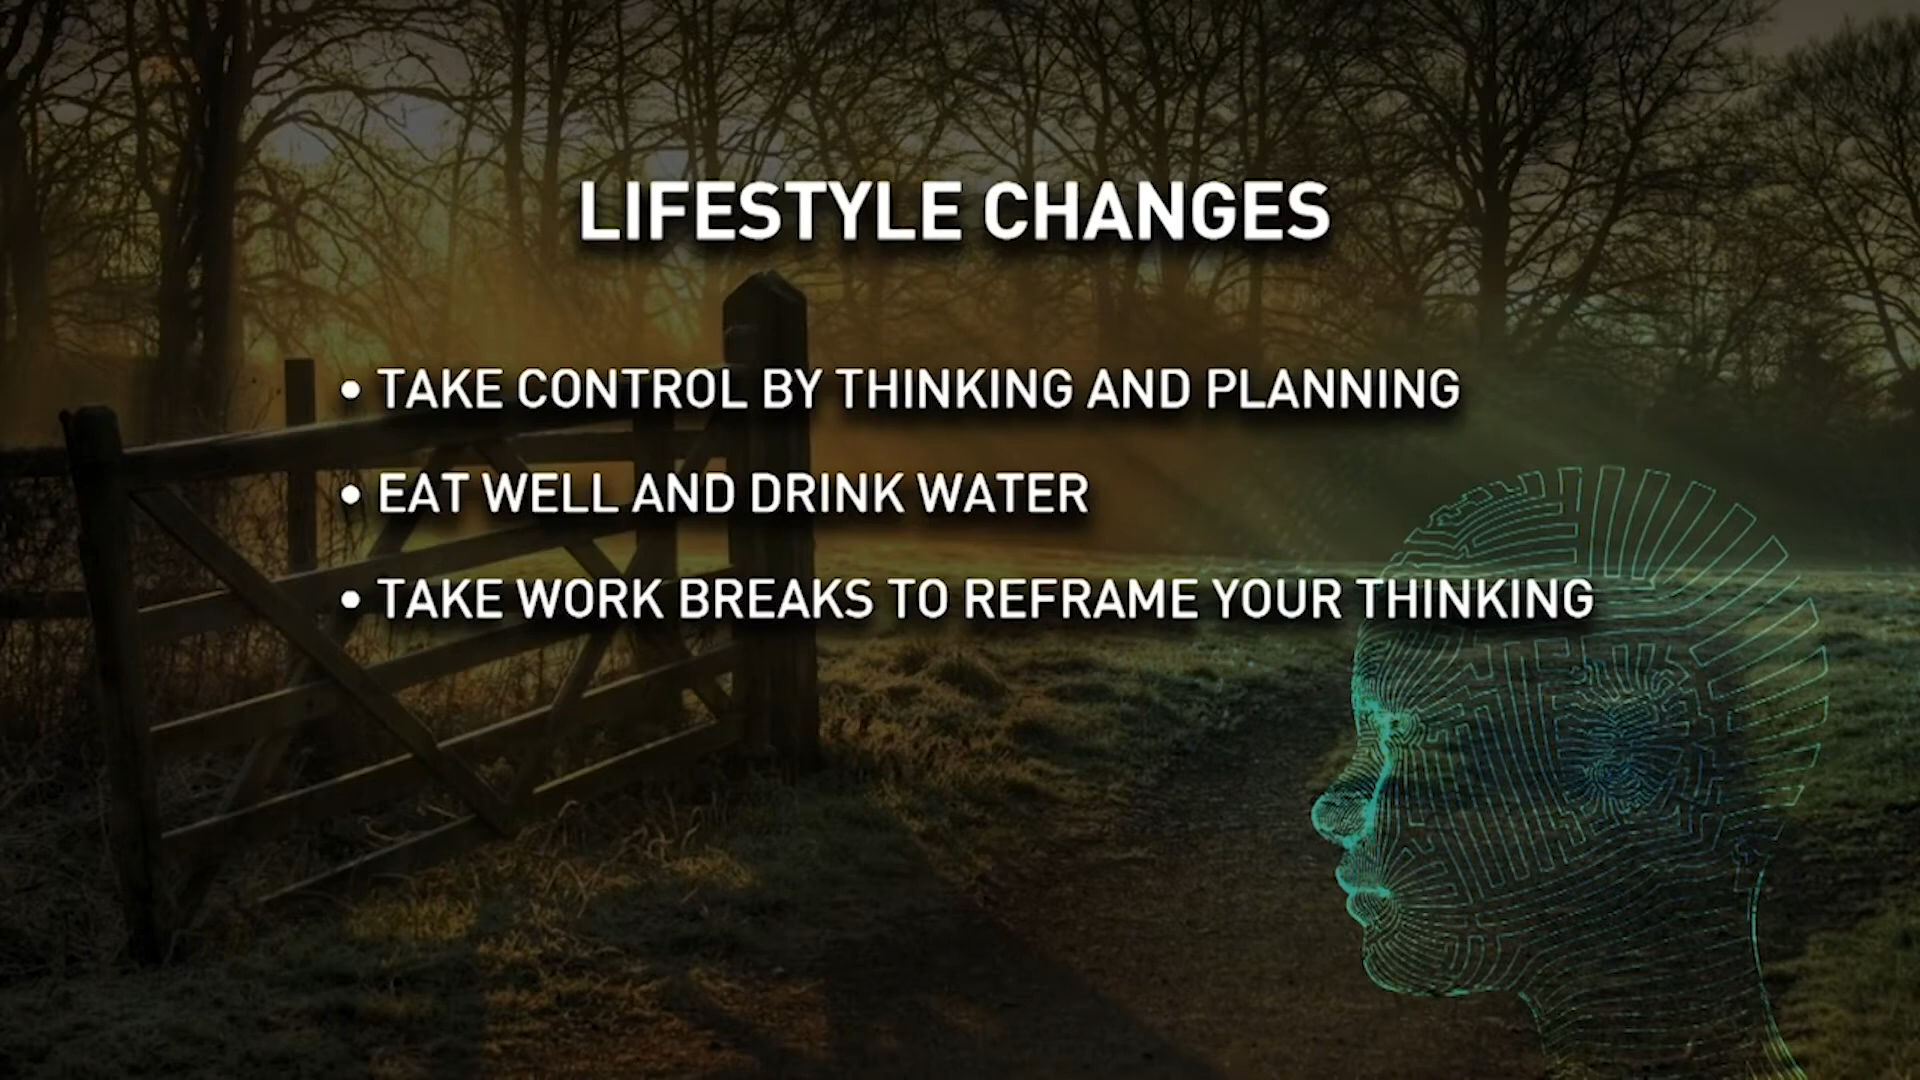 LIFESTYLE CHANGES
• TAKE CONTROL BY THINKING AND PLANNING
• EAT WELL AND DRINK WATER
• TAKE WORK BREAKS TO REFRAME YOUR THINKING